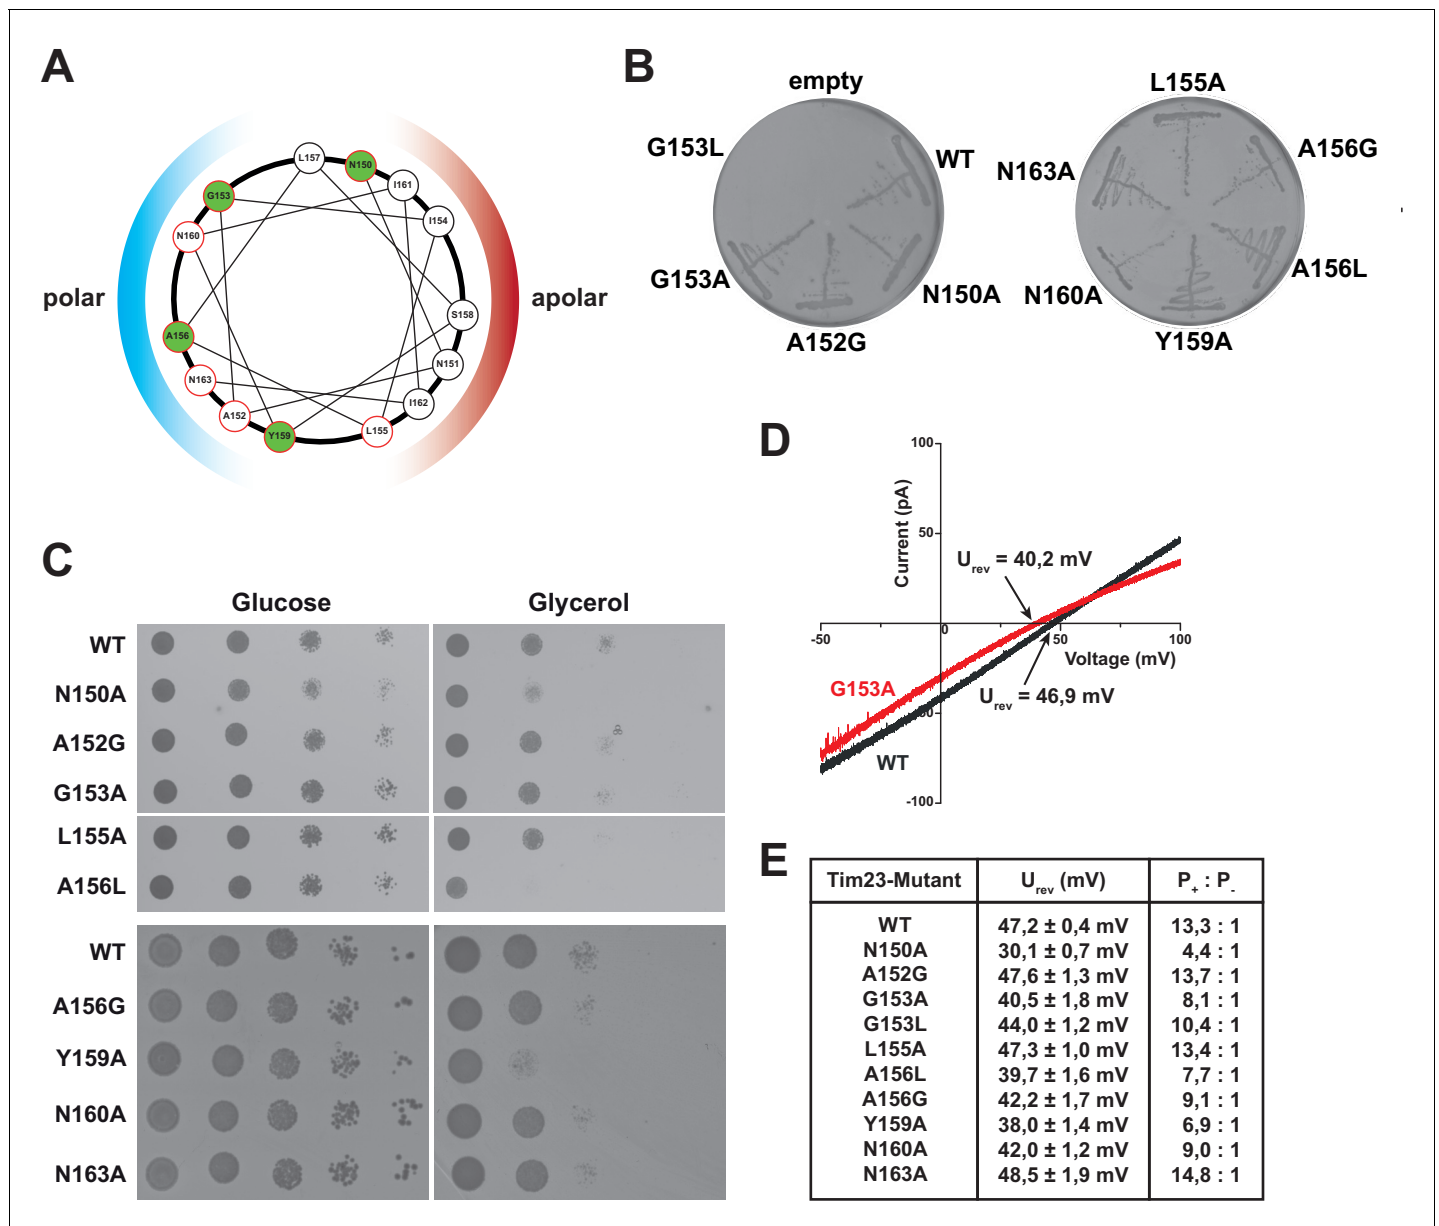 A
polar
apolar
L157
N150
I161
G153
I154
N160
S158
A156
N151
N163
I162
A152
L155
Y159
B
empty
G153L
WT
G153A
N150A
A152G
L155A
N163A
A156G
N160A
A156L
Y159A
C
Glucose
Glycerol
WT
N150A
A152G
G153A
L155A
A156L
WT
A156G
Y159A
N160A
N163A
D
Current (pA)
100
50
-100
-50
0
50
100
Voltage (mV)
Urev = 40,2 mV
Urev = 46,9 mV
G153A
WT
E
Tim23-Mutant Urev (mV) P+ : P-
WT 47,2 ± 0,4 mV 13,3 : 1
N150A 30,1 ± 0,7 mV 4,4 : 1
A152G 47,6 ± 1,3 mV 13,7 : 1
G153A 40,5 ± 1,8 mV 8,1 : 1
G153L 44,0 ± 1,2 mV 10,4 : 1
L155A 47,3 ± 1,0 mV 13,4 : 1
A156L 39,7 ± 1,6 mV 7,7 : 1
A156G 42,2 ± 1,7 mV 9,1 : 1
Y159A 38,0 ± 1,4 mV 6,9 : 1
N160A 42,0 ± 1,2 mV 9,0 : 1
N163A 48,5 ± 1,9 mV 14,8 : 1